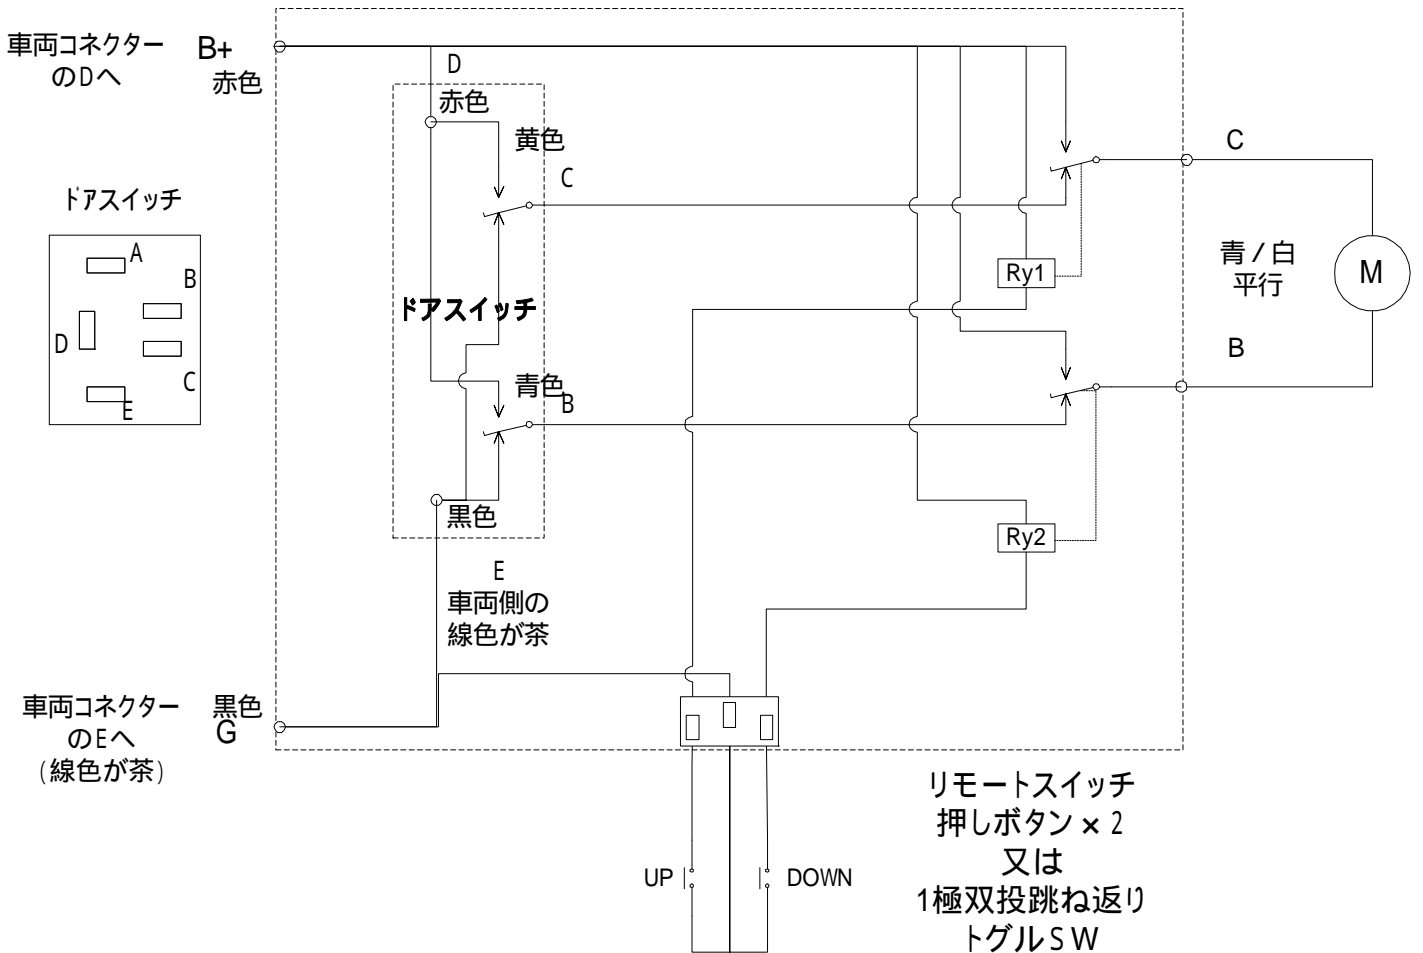 車両コネクター
のDへ
B+
赤色
D
赤色
黄色
C
ドアスイッチ
A
B
D
C
E
ドアスイッチ
青色
B
黒色
E
車両側の
線色が茶
Ry1
Ry2
C
青/白
平行
M
B
車両コネクター
のEへ
(線色が茶)
黒色
G
UP
DOWN
リモートスイッチ
押しボタン×2
又は
1極双投跳ね返り
トグルSW